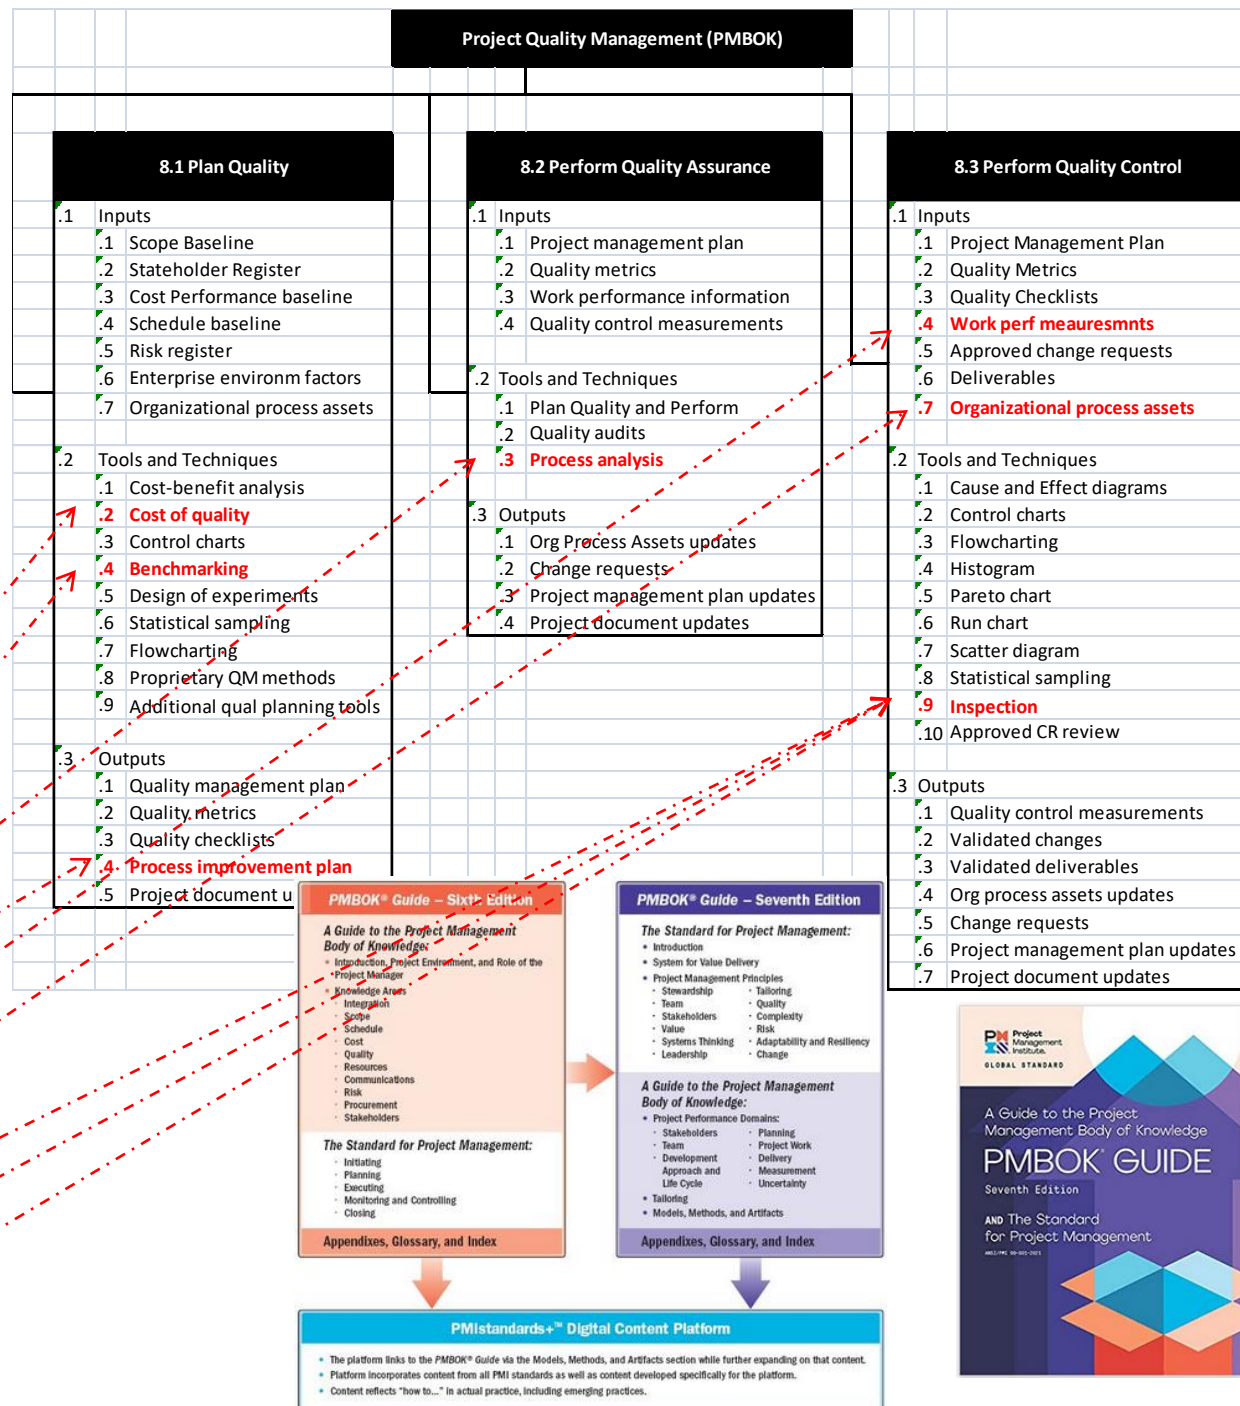 Project Quality Management (PMBOK)
8.1 Plan Quality
.1 Inputs
.1 Scope Baseline
.2 Stateholder Register
.3 Cost Performance baseline
.4 Schedule baseline
.5 Risk register
.6 Enterprise environm factors
.7 Organizational process assets
.2 Tools and Techniques
.1 Cost-benefit analysis
.2 Cost of quality
.3 Control charts
.4 Benchmarking
.5 Design of experiments
.6 Statistical sampling
.7 Flowcharting
.8 Proprietary QM methods
.9 Additional qual planning tools
.3 Outputs
.1 Quality management plan
.2 Quality metrics
.3 Quality checklists
.4 Process improvement plan
.5 Project document u
8.2 Perform Quality Assurance
.1 Inputs
.1 Project management plan
.2 Quality metrics
.3 Work performance information
.4 Quality control measurements
.2 Tools and Techniques
.1 Plan Quality and Perform
.2 Quality audits
.3 Process analysis
.3 Outputs
.1 Org Process Assets updates
.2 Change requests
.3 Project management plan updates
.4 Project document updates
8.3 Perform Quality Control
.1 Inputs
.1 Project Management Plan
.2 Quality Metrics
.3 Quality Checklists
.4 Work perf meauresmnts
.5 Approved change requests
.6 Deliverables
.7 Organizational process assets
.2 Tools and Techniques
.1 Cause and Effect diagrams
.2 Control charts
.3 Flowcharting
.4 Histogram
.5 Pareto chart
.6 Run chart
.7 Scatter diagram
.8 Statistical sampling
.9 Inspection
.10 Approved CR review
.3 Outputs
.1 Quality control measurements
.2 Validated changes
.3 Validated deliverables
.4 Org process assets updates
.5 Change requests
.6 Project management plan updates
.7 Project document updates
PMBOK® Guide – Sixth Edition
A Guide to the Project Management
Body of Knowledge:
• Introduction, Project Environment, and Role of the
Project Manager
• Knowledge Areas
· Integration
· Scope
· Schedule
· Cost
· Quality
· Resources
· Communications
· Risk
· Procurement
· Stakeholders
The Standard for Project Management:
· Initiating
· Planning
· Executing
· Monitoring and Controlling
· Closing
Appendixes, Glossary, and Index
PMBOK® Guide – Seventh Edition
The Standard for Project Management:
• Introduction
• System for Value Delivery
• Project Management Principles
· Stewardship · Tailoring
· Team · Quality
· Stakeholders · Complexity
· Value · Risk
· Systems Thinking · Adaptability and Resiliency
· Leadership · Change
A Guide to the Project Management
Body of Knowledge:
• Project Performance Domains:
· Stakeholders · Planning
· Team · Project Work
· Development · Delivery
Approach and · Measurement
Life Cycle · Uncertainty
• Tailoring
• Models, Methods, and Artifacts
Appendixes, Glossary, and Index
PMIstandards+™ Digital Content Platform
• The platform links to the PMBOK® Guide via the Models, Methods, and Artifacts section while further expanding on that content.
• Platform incorporates content from all PMI standards as well as content developed specifically for the platform.
• Content reflects "how to..." in actual practice, including emerging practices.
Project
Management
Institute.
GLOBAL STANDARD
A Guide to the Project
Management Body of Knowledge
PMBOK® GUIDE
Seventh Edition
AND The Standard
for Project Management